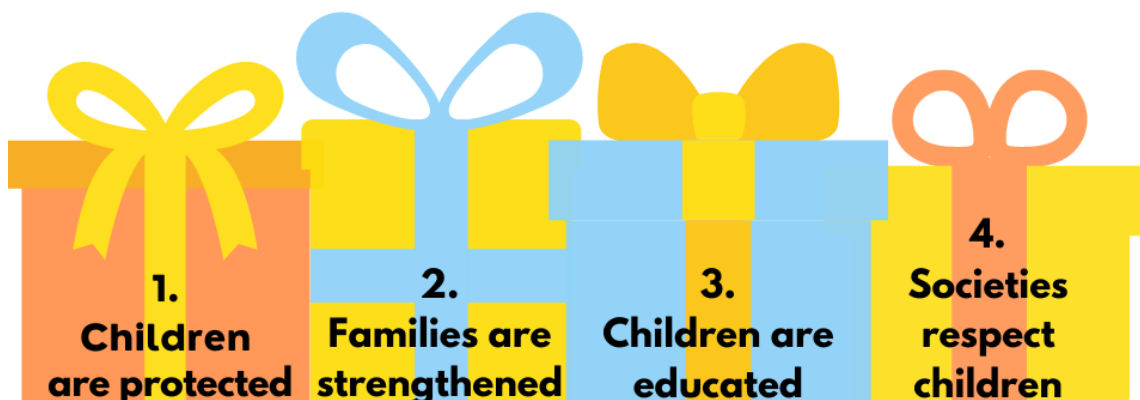 1.
Children
are protected
2.
Families are
strengthened
3.
Children are
educated
4.
Societies
respect
children